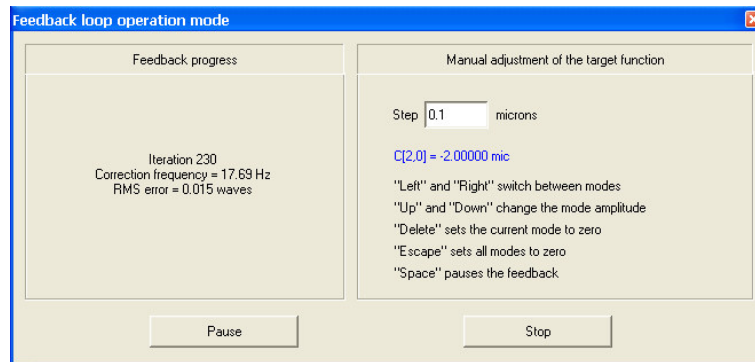 Feedback loop operation mode
Feedback progress
Iteration 230
Correction frequency = 17.69 Hz
RMS error = 0.015 waves
Manual adjustment of the target function
Step 0.1 microns
C[2,0] = -2.00000 mic
"Left" and "Right" switch between modes
"Up" and "Down" change the mode amplitude
"Delete" sets the current mode to zero
"Escape" sets all modes to zero
"Space" pauses the feedback
Pause
Stop